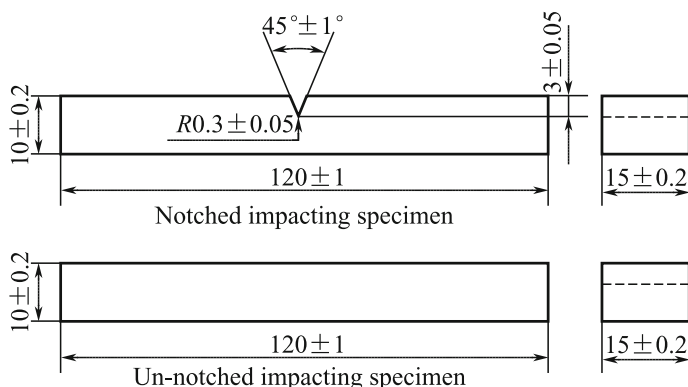 45°±1°
3±0.05
10±0.2
R0.3±0.05
120±1
15±0.2
Notched impacting specimen
10±0.2
120±1
15±0.2
Un-notched impacting specimen